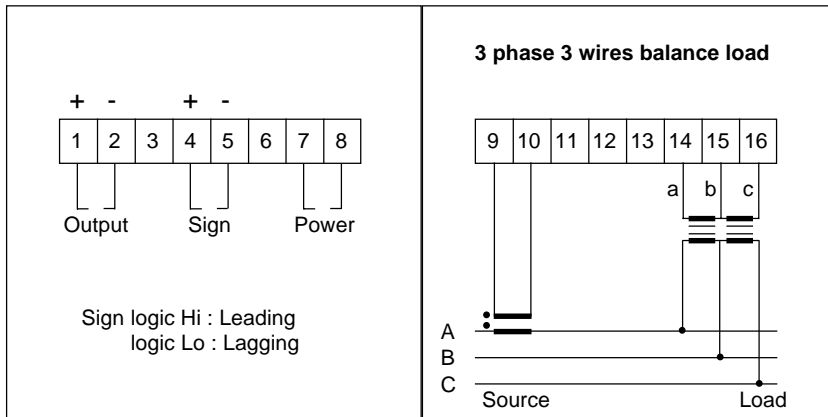 + - + -
1 2 3 4 5 6 7 8
Output Sign Power
Sign logic Hi : Leading
logic Lo : Lagging
3 phase 3 wires balance load
9 10 11 12 13 14 15 16
a b c
A
B
C
Source Load